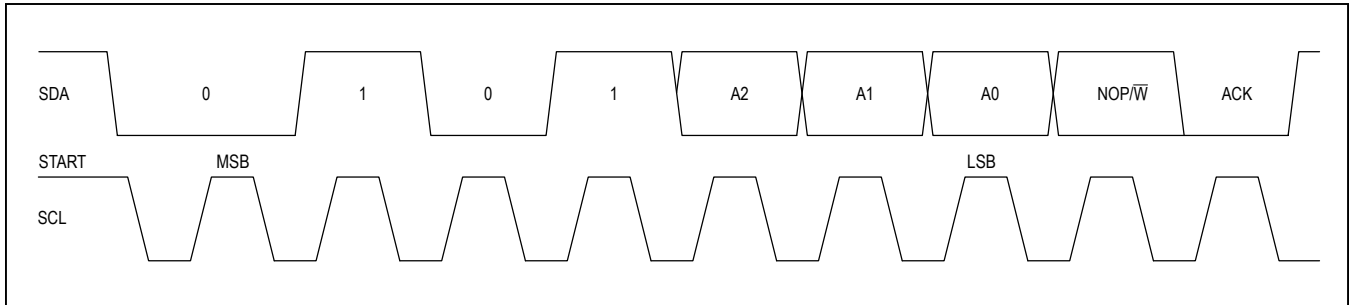 SDA 0 1 0 1 A2 A1 A0 NOP/W̅ ACK
START MSB LSB
SCL